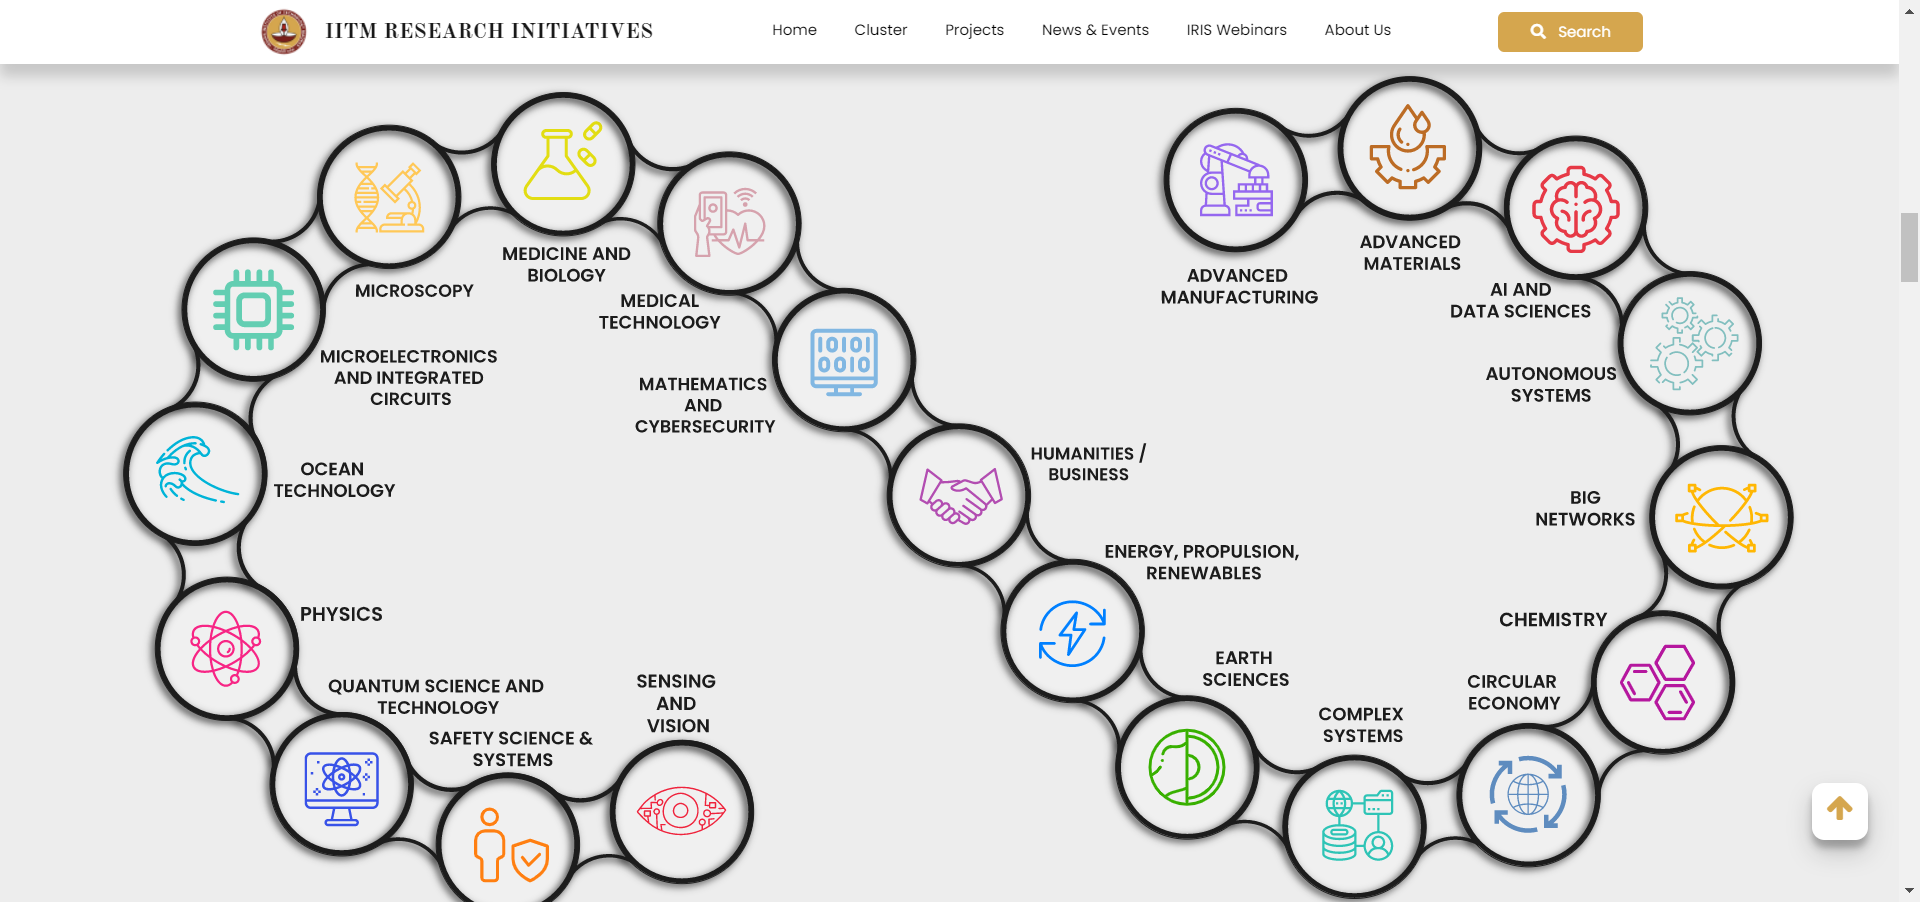 IITM RESEARCH INITIATIVES
Home
Cluster
Projects
News & Events
IRIS Webinars
About Us
Search
MICROSCOPY
MEDICINE AND
BIOLOGY
MEDICAL
TECHNOLOGY
MICROELECTRONICS
AND INTEGRATED
CIRCUITS
MATHEMATICS
AND
CYBERSECURITY
10101
0010
OCEAN
TECHNOLOGY
HUMANITIES /
BUSINESS
PHYSICS
ENERGY, PROPULSION,
RENEWABLES
QUANTUM SCIENCE AND
TECHNOLOGY
SAFETY SCIENCE &
SYSTEMS
SENSING
AND
VISION
EARTH
SCIENCES
COMPLEX
SYSTEMS
CIRCULAR
ECONOMY
CHEMISTRY
BIG
NETWORKS
AUTONOMOUS
SYSTEMS
AI AND
DATA SCIENCES
ADVANCED
MATERIALS
ADVANCED
MANUFACTURING